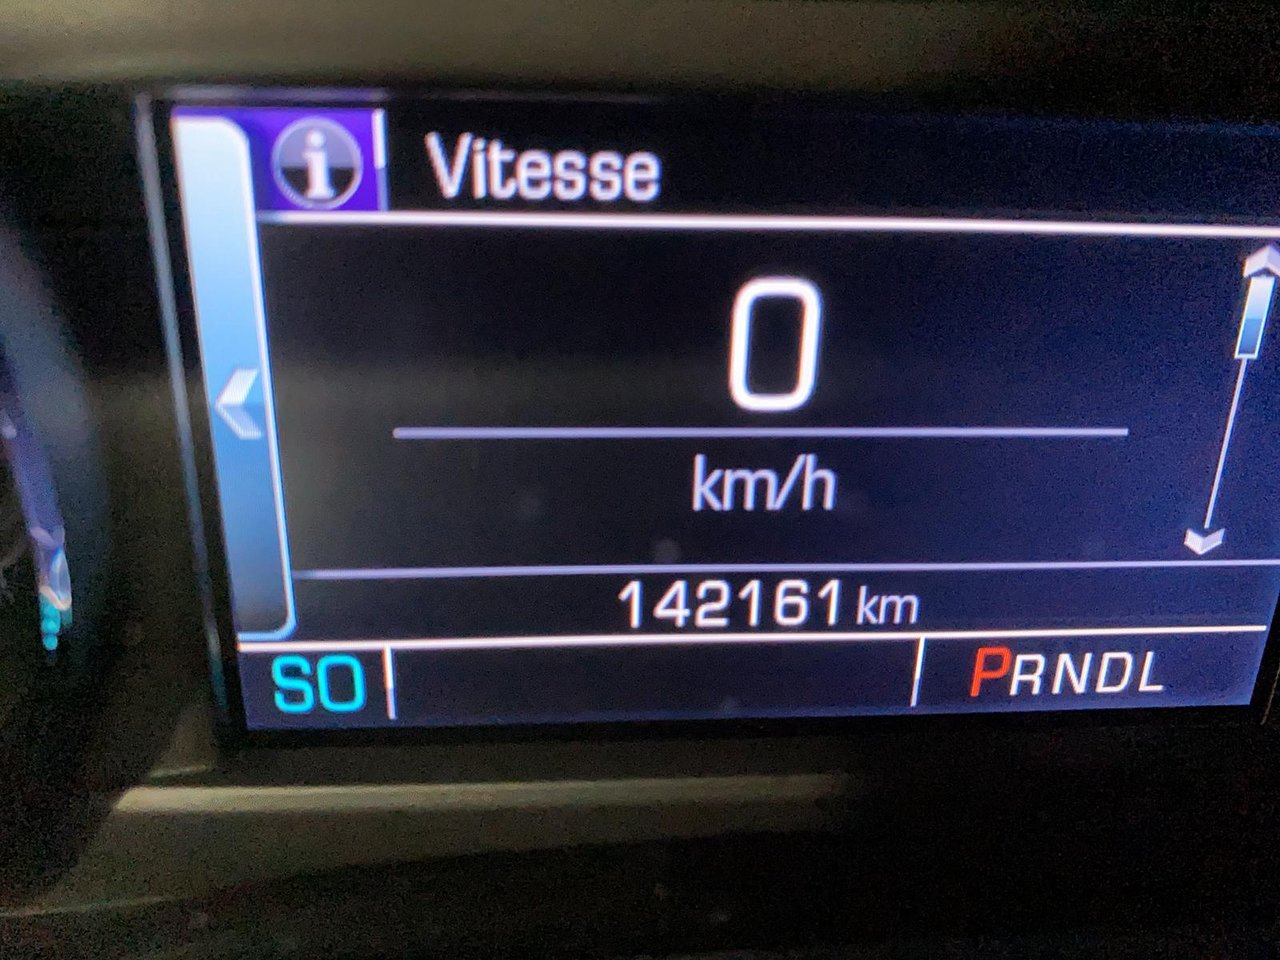 i Vitesse
0
km/h
142161 km
SO PRNDL